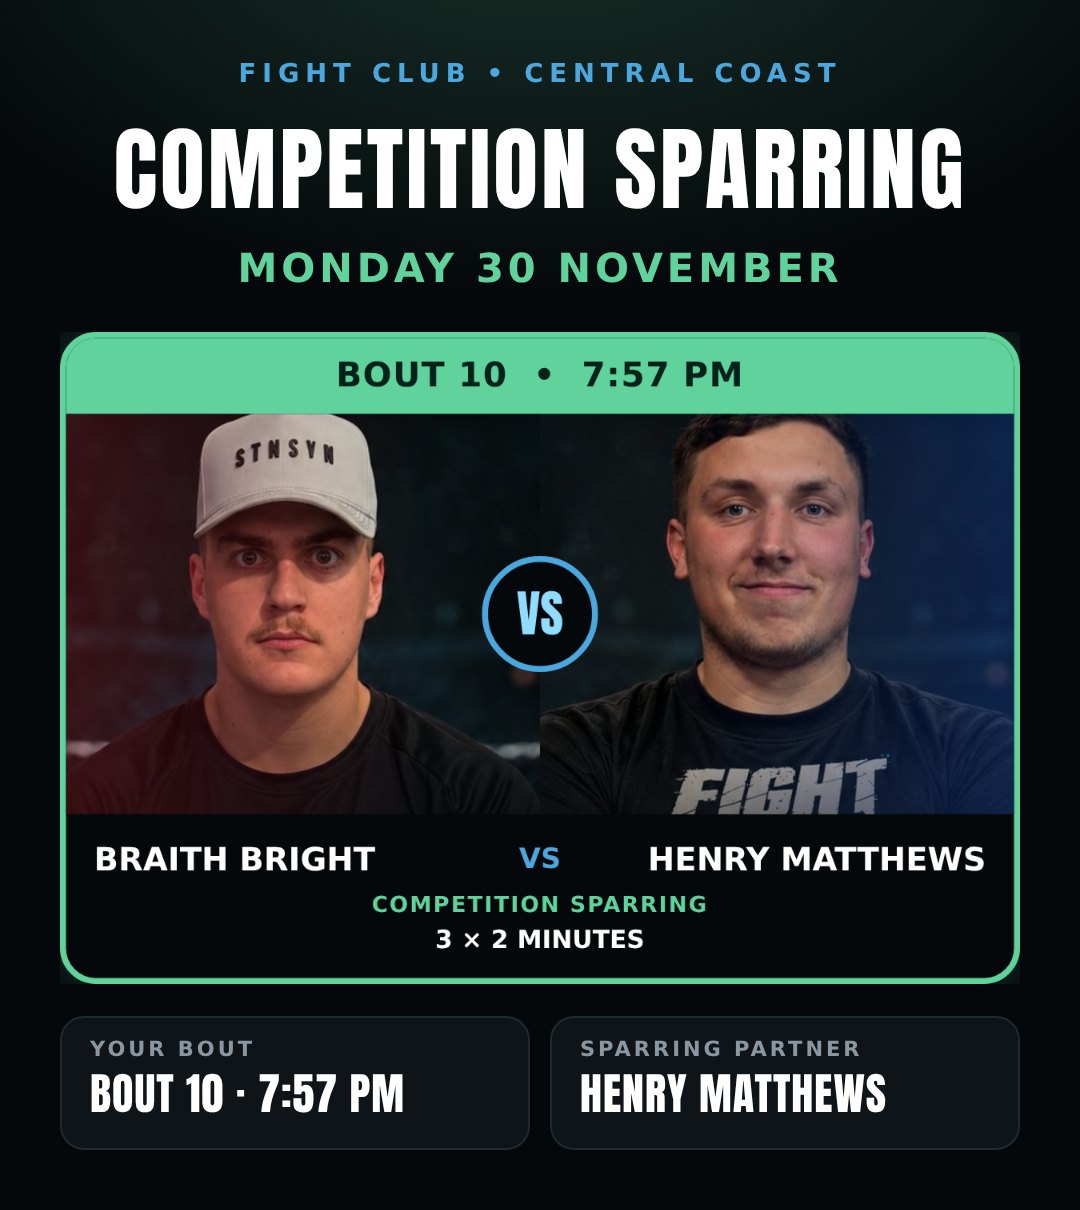 FIGHT CLUB • CENTRAL COAST
COMPETITION SPARRING
MONDAY 30 NOVEMBER
BOUT 10 • 7:57 PM
STNSYN
VS
FIGHT
BRAITH BRIGHT VS HENRY MATTHEWS
COMPETITION SPARRING
3 × 2 MINUTES
YOUR BOUT
BOUT 10 · 7:57 PM
SPARRING PARTNER
HENRY MATTHEWS